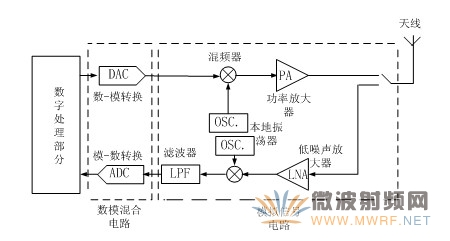 天线
混频器
DAC
PA
数-模转换
功率放大
器
数字处理部分
OSC.
本地振
荡器
OSC.
模-数转换
滤波器
低噪声放
大器
ADC
LPF
LNA
数模混合
电路
电路
微波射频网
WWW.MWRF.NET